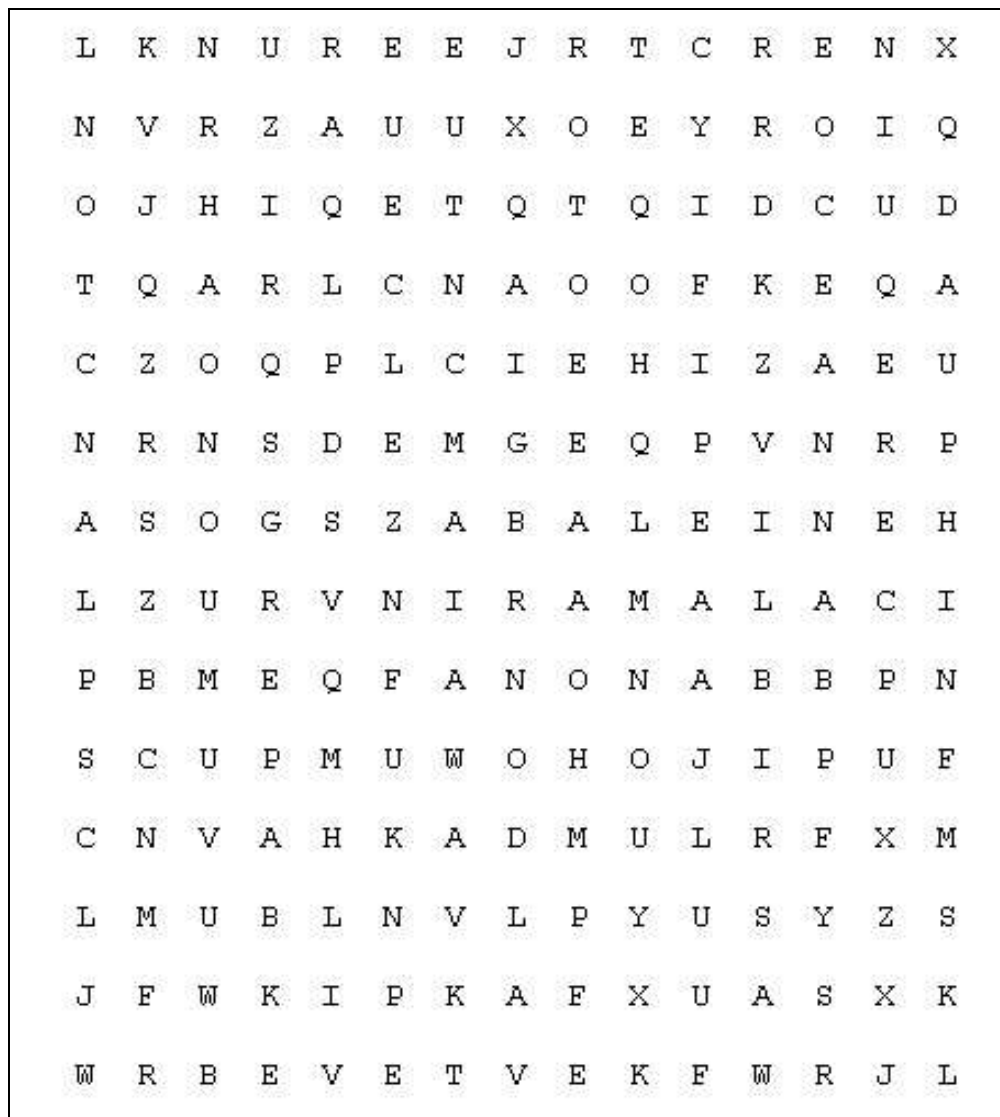 L K N U R E E J R T C R E N X
N V R Z A U U X O E Y R O I Q
O J H I Q E T Q T Q I D C U D
T Q A R L C N A O O F K E Q A
C Z O Q P L C I E H I Z A E U
N R N S D E M G E Q P V N R P
A S O G S Z A B A L E I N E H
L Z U R V N I R A M A L A C I
P B M E Q F A N O N A B B P N
S C U P M U W O H O J I P U F
C N V A H K A D M U L R F X M
L M U B L N V L P Y U S Y Z S
J F W K I P K A F X U A S X K
W R B E V E T V E K F W R J L